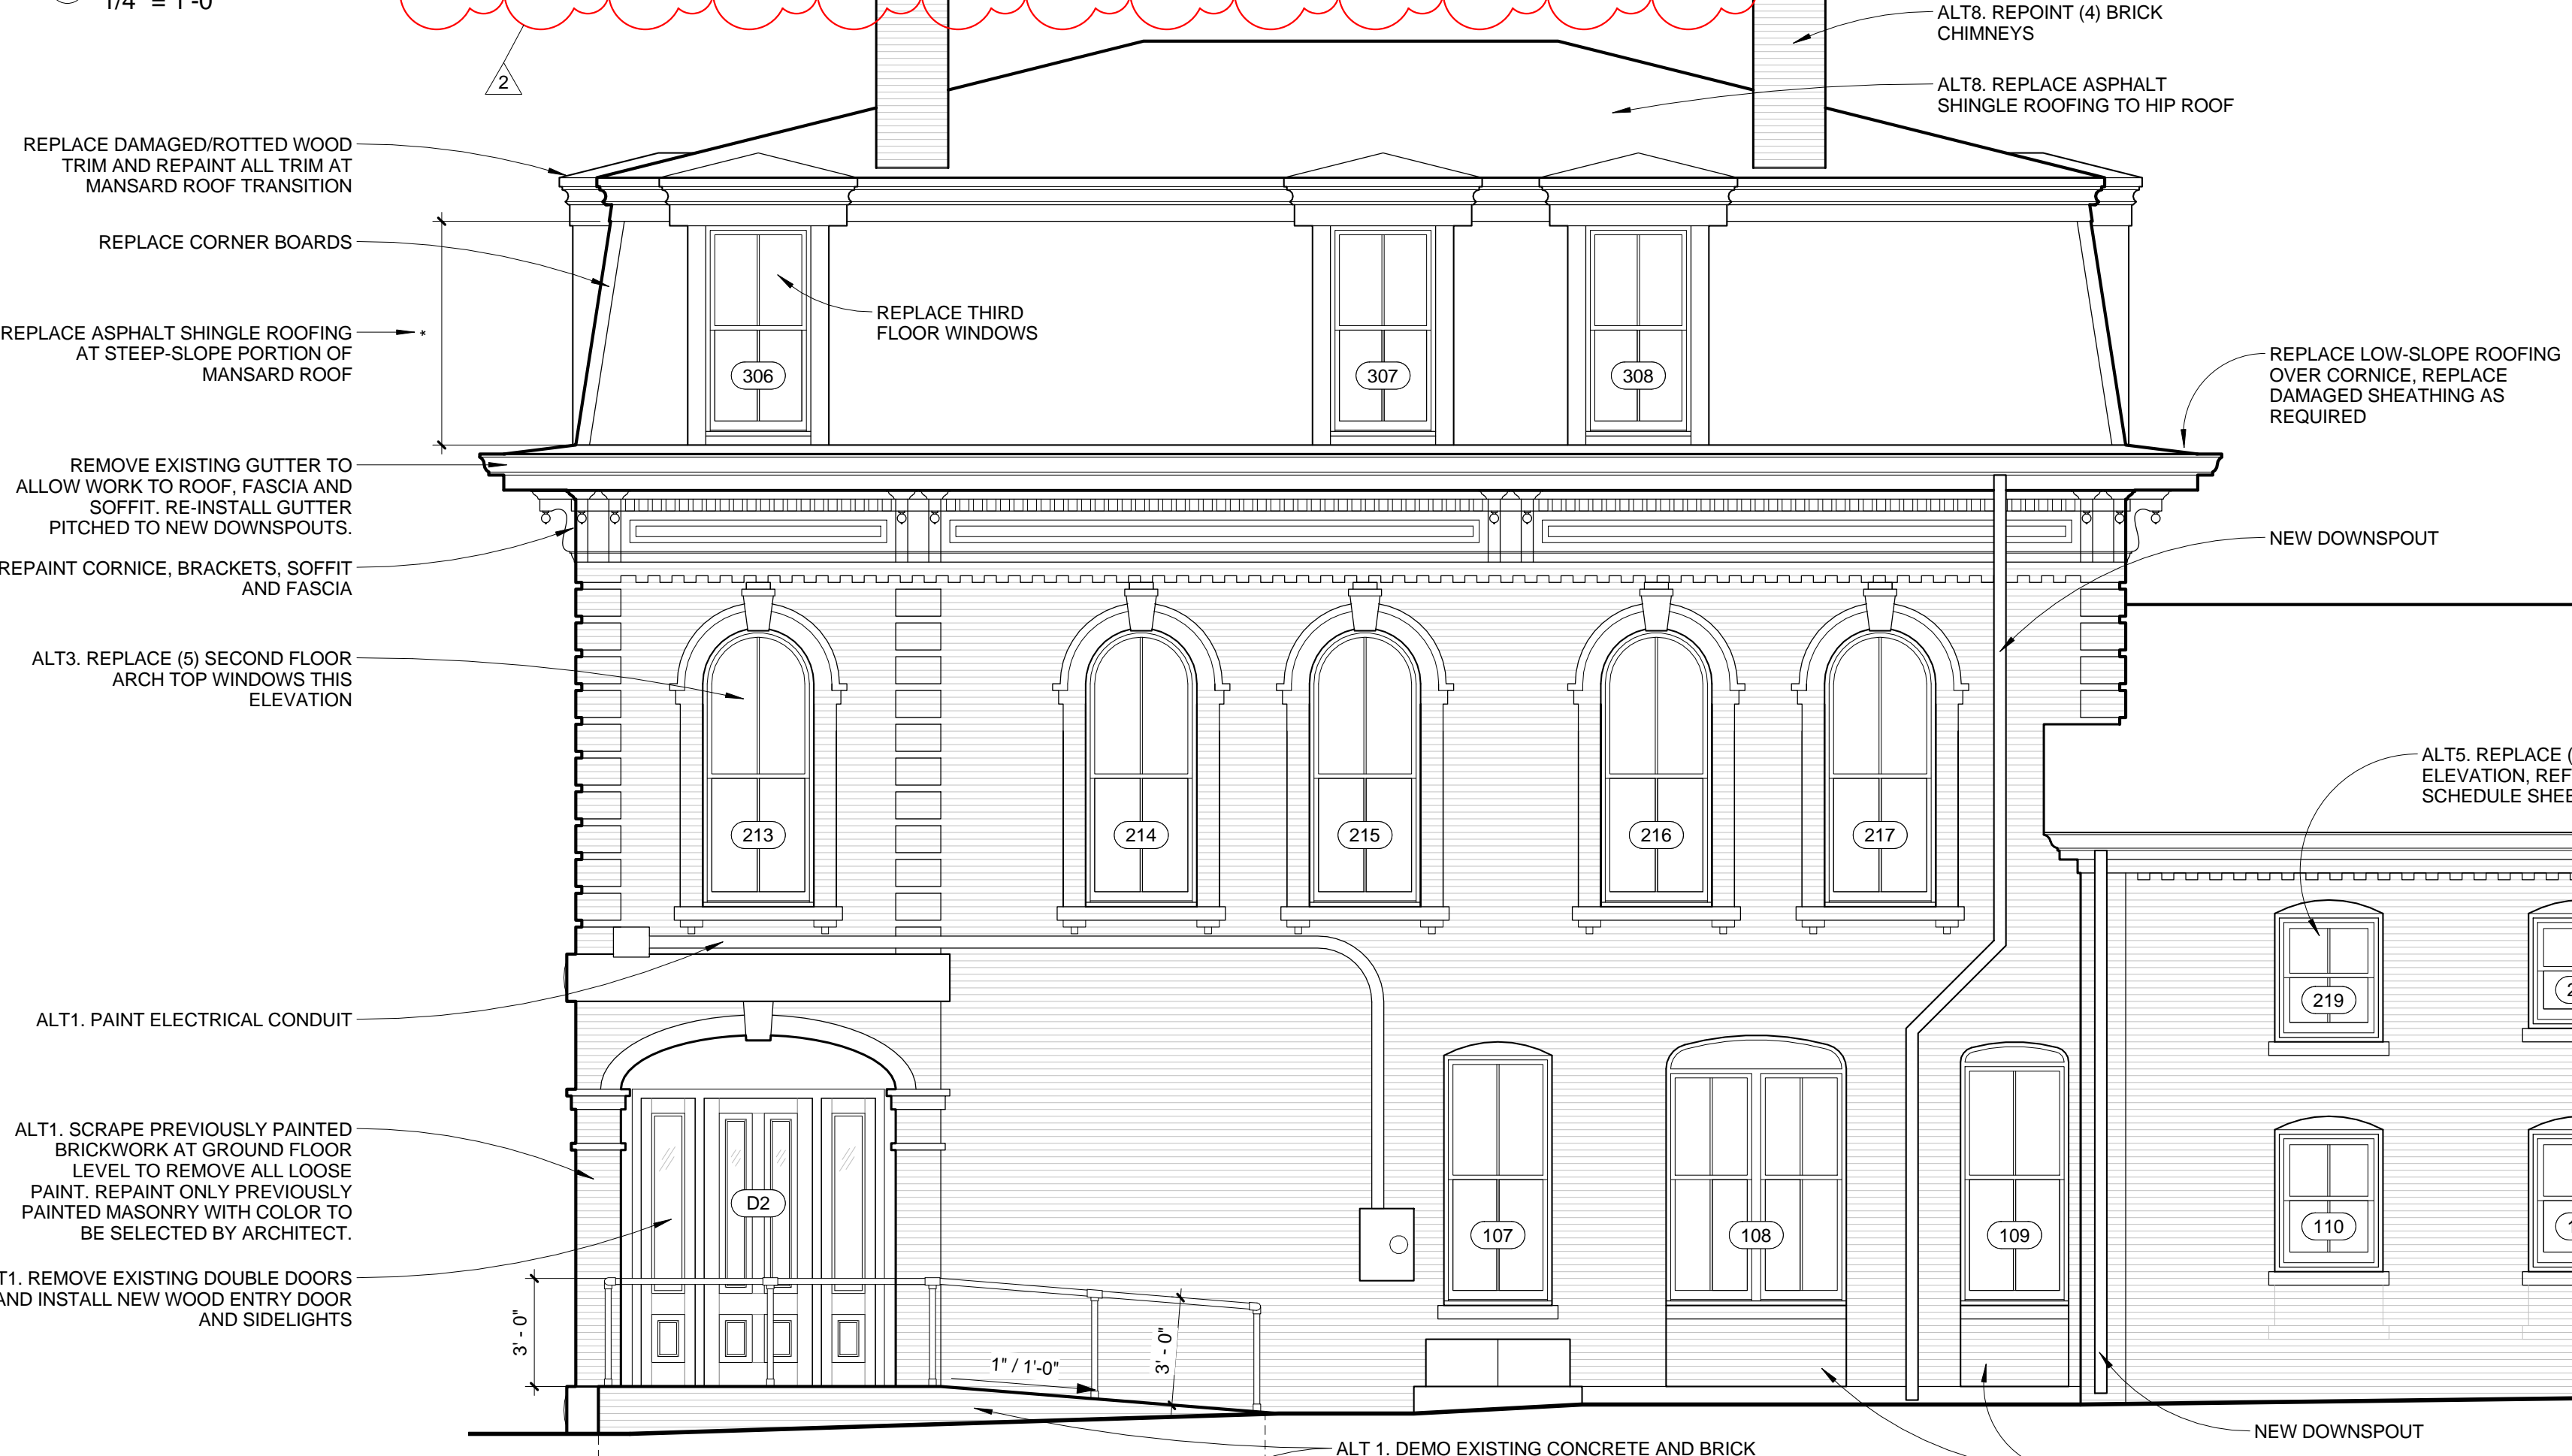 1/4" = 1'-0"
2
ALT8. REPOINT (4) BRICK
CHIMNEYS
ALT8. REPLACE ASPHALT
SHINGLE ROOFING TO HIP ROOF
REPLACE DAMAGED/ROTTED WOOD
TRIM AND REPAINT ALL TRIM AT
MANSARD ROOF TRANSITION
REPLACE CORNER BOARDS
REPLACE THIRD
FLOOR WINDOWS
REPLACE ASPHALT SHINGLE ROOFING
AT STEEP-SLOPE PORTION OF
MANSARD ROOF
*
306
307
308
REPLACE LOW-SLOPE ROOFING
OVER CORNICE, REPLACE
DAMAGED SHEATHING AS
REQUIRED
REMOVE EXISTING GUTTER TO
ALLOW WORK TO ROOF, FASCIA AND
SOFFIT. RE-INSTALL GUTTER
PITCHED TO NEW DOWNSPOUTS.
NEW DOWNSPOUT
REPAINT CORNICE, BRACKETS, SOFFIT
AND FASCIA
ALT3. REPLACE (5) SECOND FLOOR
ARCH TOP WINDOWS THIS
ELEVATION
ALT5. REPLACE (
ELEVATION, REF
SCHEDULE SHEE
213
214
215
216
217
219
2
ALT1. PAINT ELECTRICAL CONDUIT
ALT1. SCRAPE PREVIOUSLY PAINTED
BRICKWORK AT GROUND FLOOR
LEVEL TO REMOVE ALL LOOSE
PAINT. REPAINT ONLY PREVIOUSLY
PAINTED MASONRY WITH COLOR TO
BE SELECTED BY ARCHITECT.
D2
107
108
109
110
1
T1. REMOVE EXISTING DOUBLE DOORS
AND INSTALL NEW WOOD ENTRY DOOR
AND SIDELIGHTS
3' - 0"
1" / 1'-0"
3' - 0"
NEW DOWNSPOUT
ALT 1. DEMO EXISTING CONCRETE AND BRICK